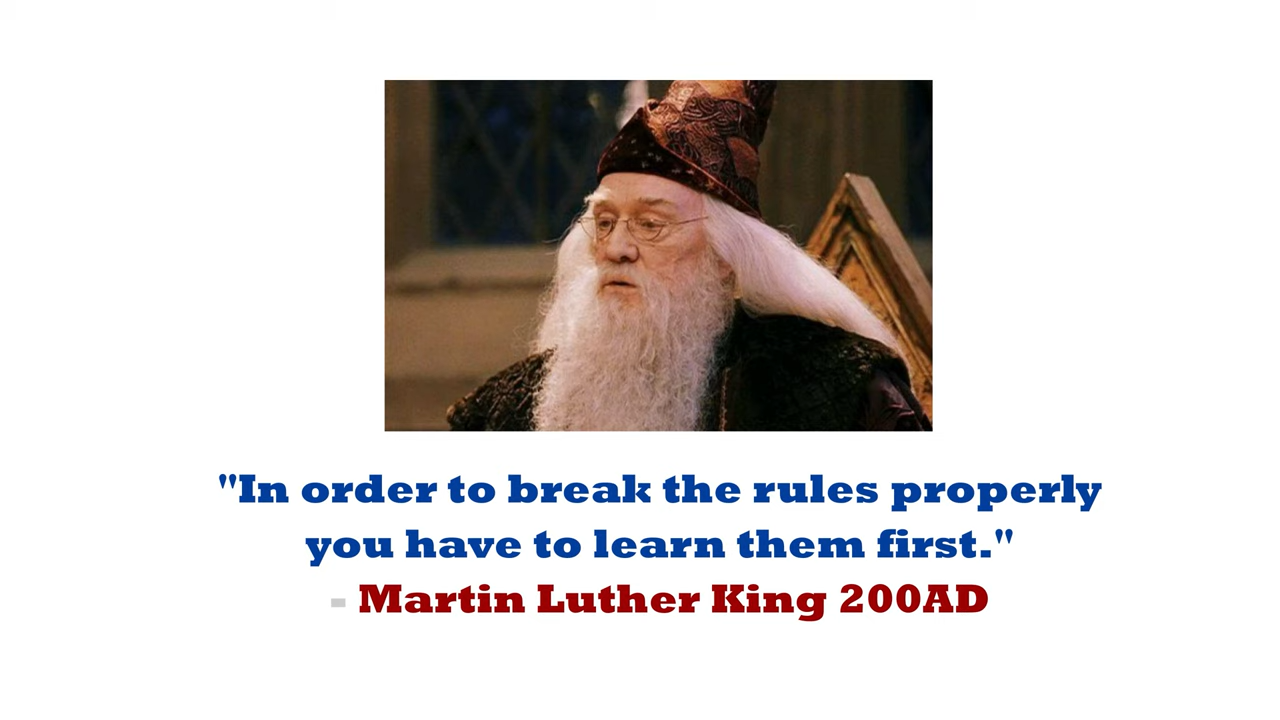 "In order to break the rules properly
you have to learn them first."
- Martin Luther King 200AD